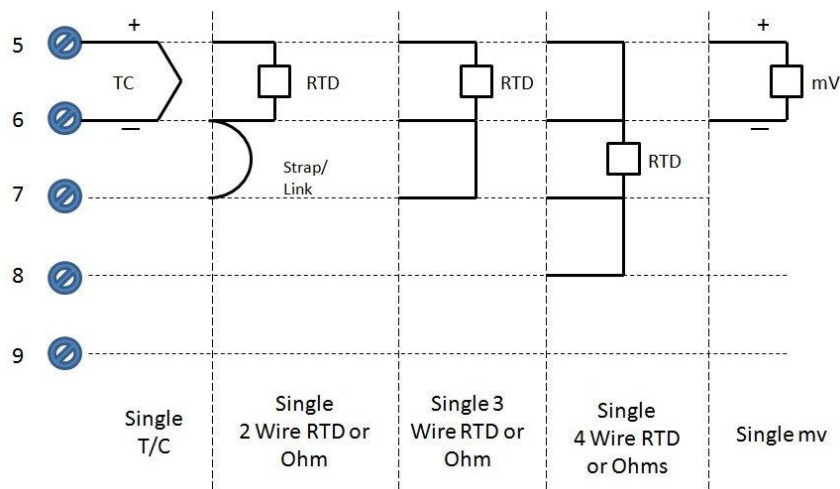 5
+
+
TC
RTD
RTD
mV
6
—
—
RTD
Strap/
Link
7
8
9
Single
T/C
Single
2 Wire RTD or
Ohm
Single 3
Wire RTD or
Ohm
Single
4 Wire RTD
or Ohms
Single mv